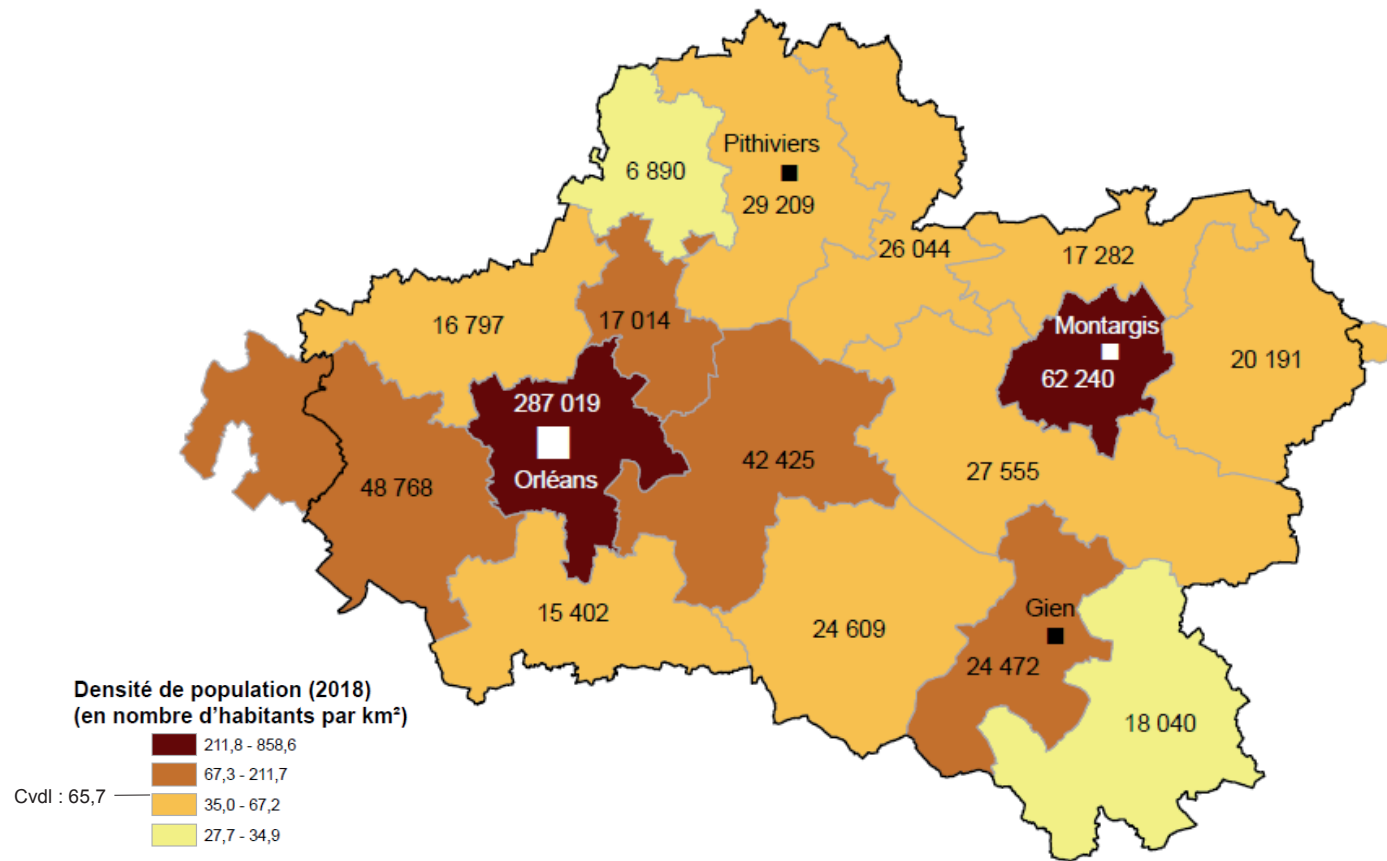 Pithiviers
6 890
29 209
26 044
17 282
16 797
17 014
Montargis
20 191
62 240
287 019
42 425
Orléans
27 555
48 768
15 402
24 609
Gien
24 472
18 040
Densité de population (2018)
(en nombre d'habitants par km²)
211,8 - 858,6
67,3 - 211,7
Cvdl : 65,7
35,0 - 67,2
27,7 - 34,9